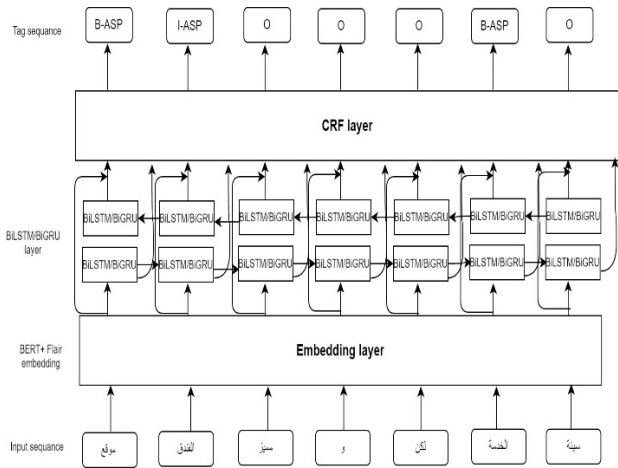 Tag sequance
B-ASP I-ASP O O O B-ASP O
CRF layer
BiLSTM/BiGRU layer
BiLSTM/BiGRU BiLSTM/BiGRU BiLSTM/BiGRU BiLSTM/BiGRU BiLSTM/BiGRU BiLSTM/BiGRU BiLSTM/BiGRU
BiLSTM/BiGRU BiLSTM/BiGRU BiLSTM/BiGRU BiLSTM/BiGRU BiLSTM/BiGRU BiLSTM/BiGRU BiLSTM/BiGRU
BERT+ Flair
embedding
Embedding layer
Input sequance
موقع الفندق مميز و لكن الخدمة سيئة